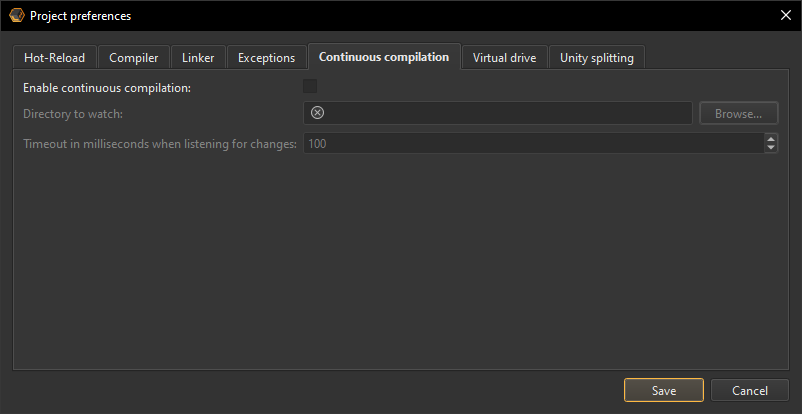 Project preferences
Hot-Reload Compiler Linker Exceptions Continuous compilation Virtual drive Unity splitting
Enable continuous compilation:
Directory to watch: Browse...
Timeout in milliseconds when listening for changes: 100
Save Cancel